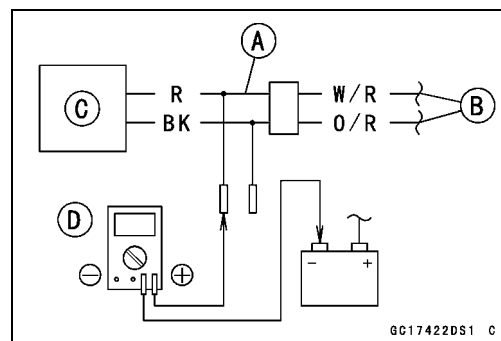 A
R W/R
C B
BK O/R
D
− + − +
GC17422DS1 C